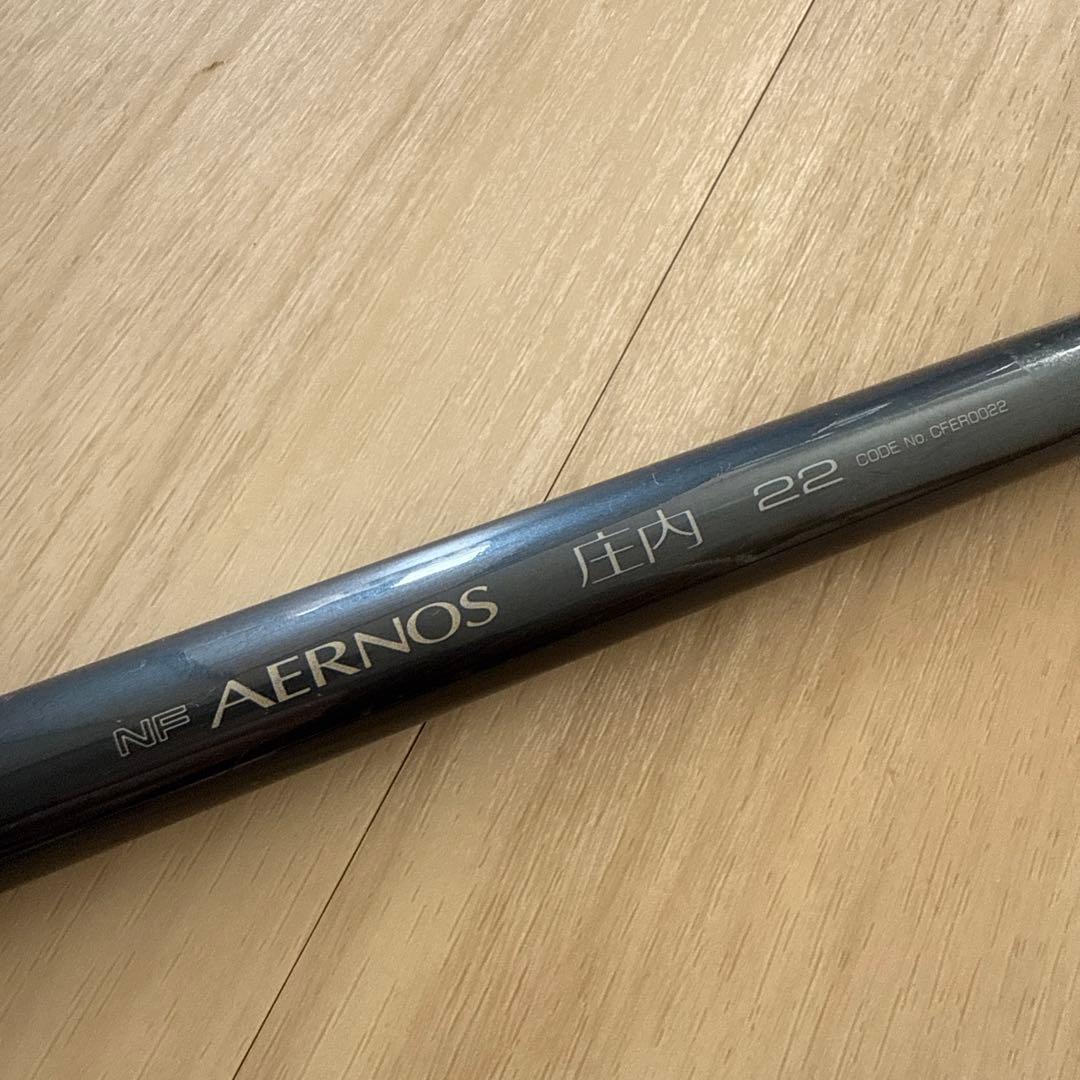 NF AERNOS 庄内 22 CODE No. CFER0022